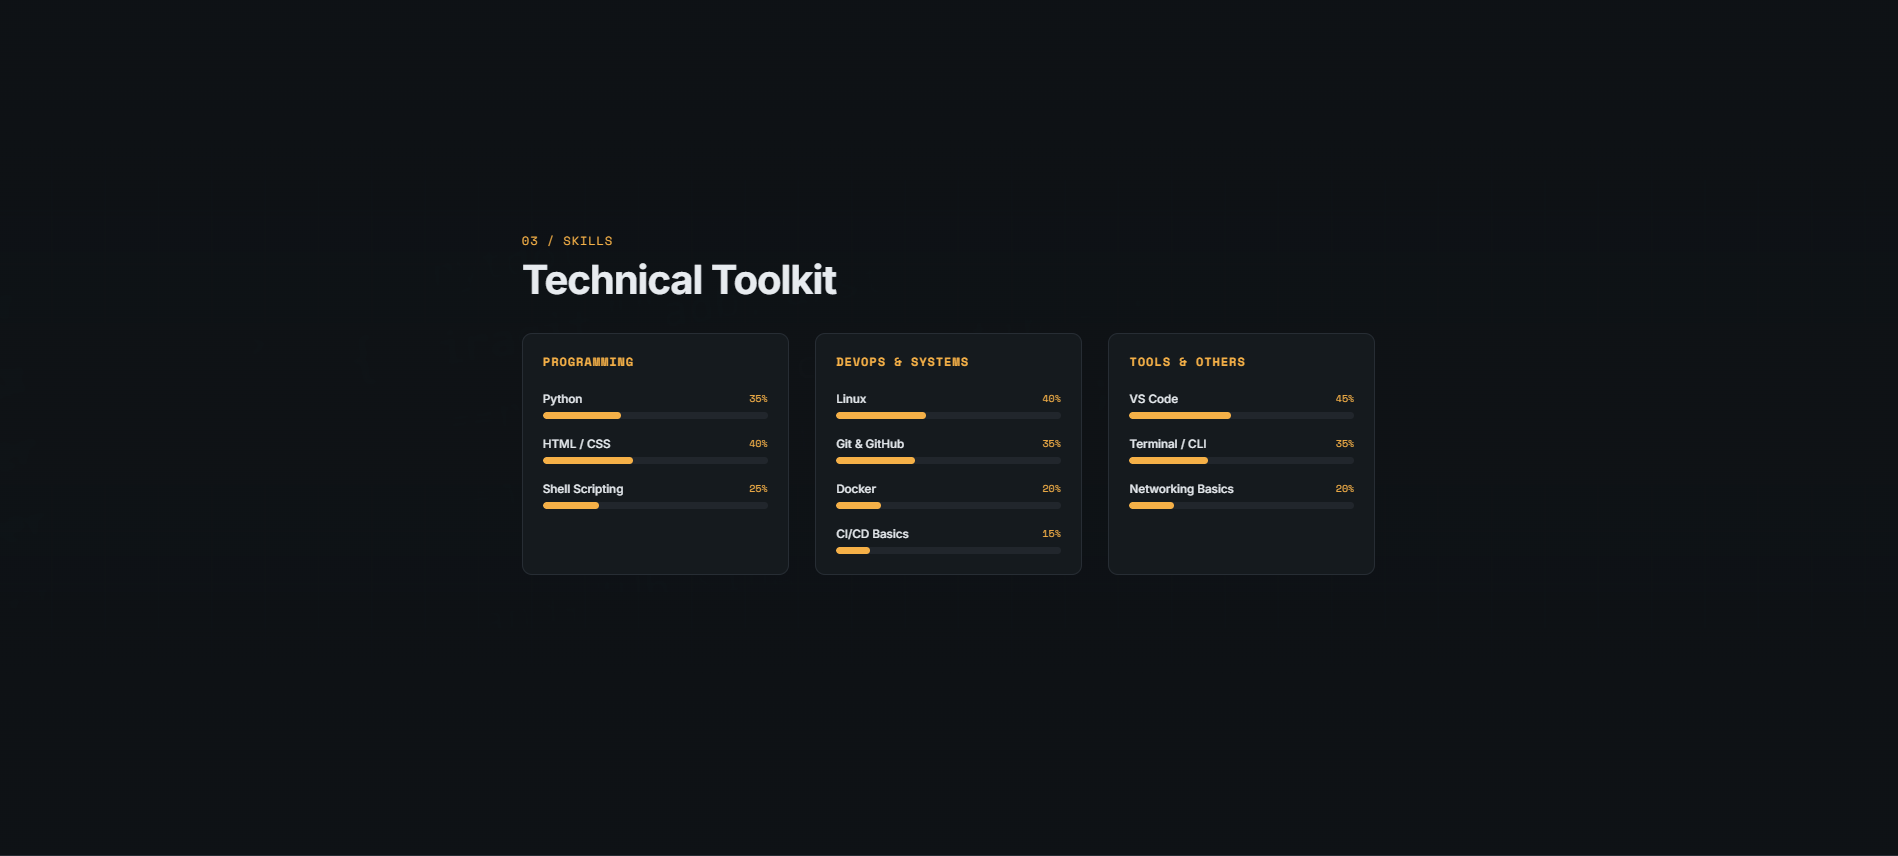 03 / SKILLS
Technical Toolkit
PROGRAMMING
Python 35%
HTML / CSS 40%
Shell Scripting 25%
DEVOPS & SYSTEMS
Linux 40%
Git & GitHub 35%
Docker 20%
CI/CD Basics 15%
TOOLS & OTHERS
VS Code 45%
Terminal / CLI 35%
Networking Basics 20%